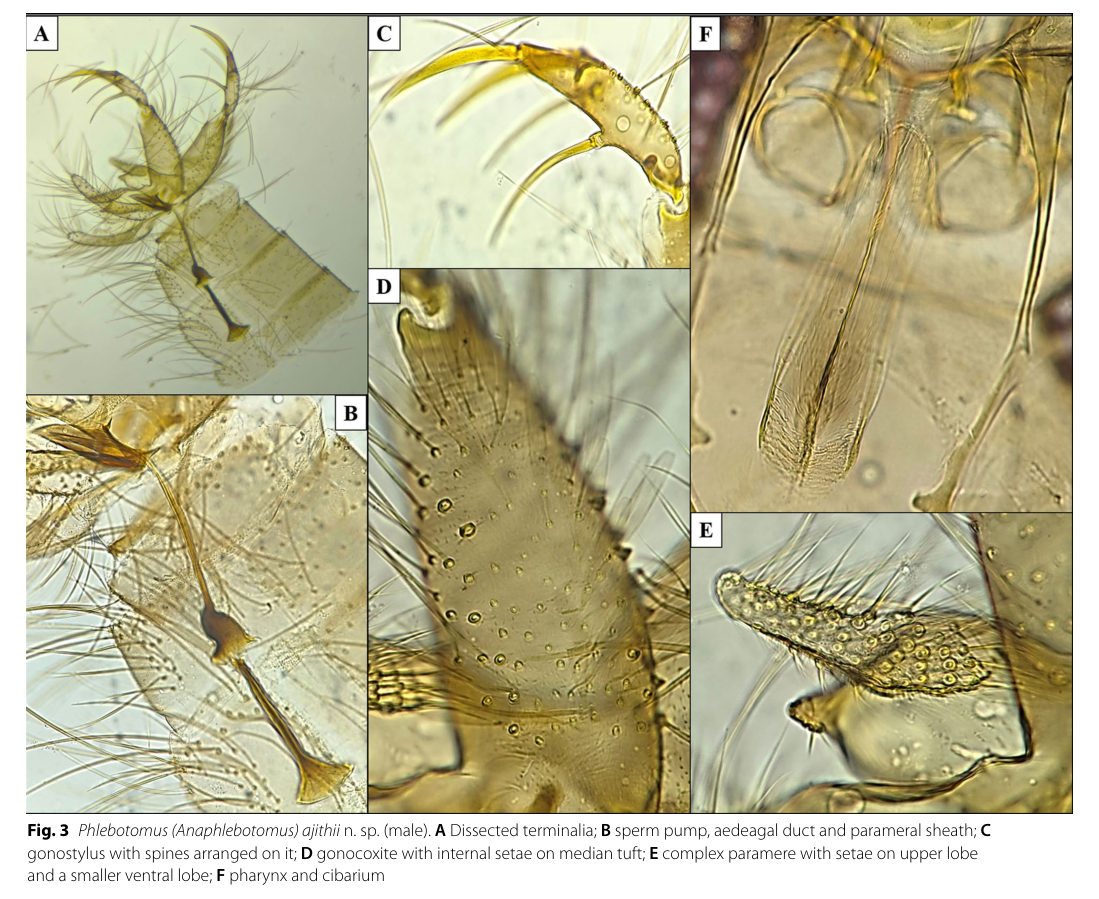 A
C
F
D
B
E
Fig. 3 Phlebotomus (Anaphlebotomus) ajithii n. sp. (male). A Dissected terminalia; B sperm pump, aedeagal duct and parameral sheath; C
gonostylus with spines arranged on it; D gonocoxite with internal setae on median tuft; E complex paramere with setae on upper lobe
and a smaller ventral lobe; F pharynx and cibarium